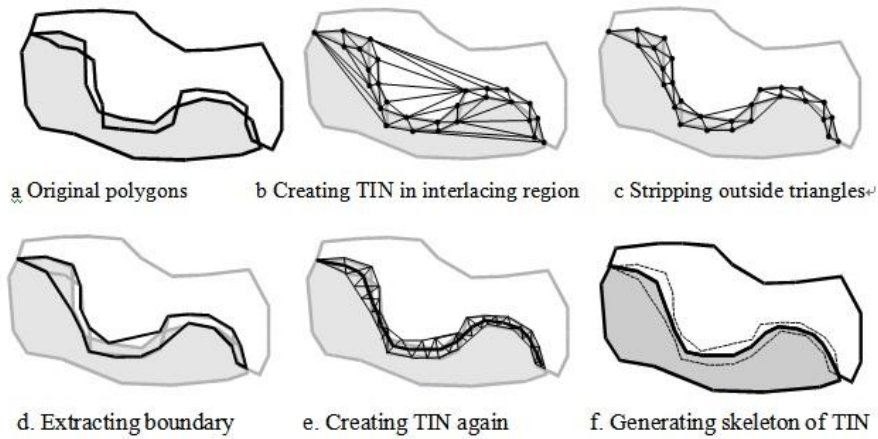 a Original polygons
b Creating TIN in interlacing region
c Stripping outside triangles↵
d. Extracting boundary
e. Creating TIN again
f. Generating skeleton of TIN